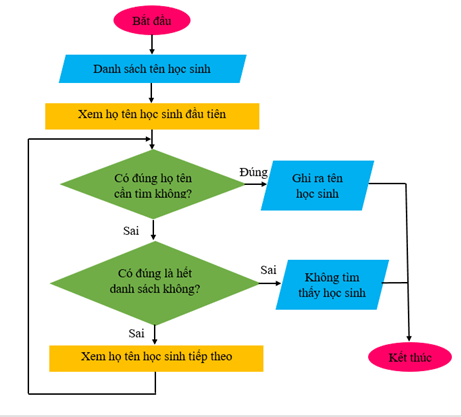 Bắt đầu
Danh sách tên học sinh
Xem họ tên học sinh đầu tiên
Có đúng họ tên
cần tìm không?
Đúng
Ghi ra tên
học sinh
Sai
Có đúng là hết
danh sách không?
Sai
Không tìm
thấy học sinh
Sai
Xem họ tên học sinh tiếp theo
Kết thúc